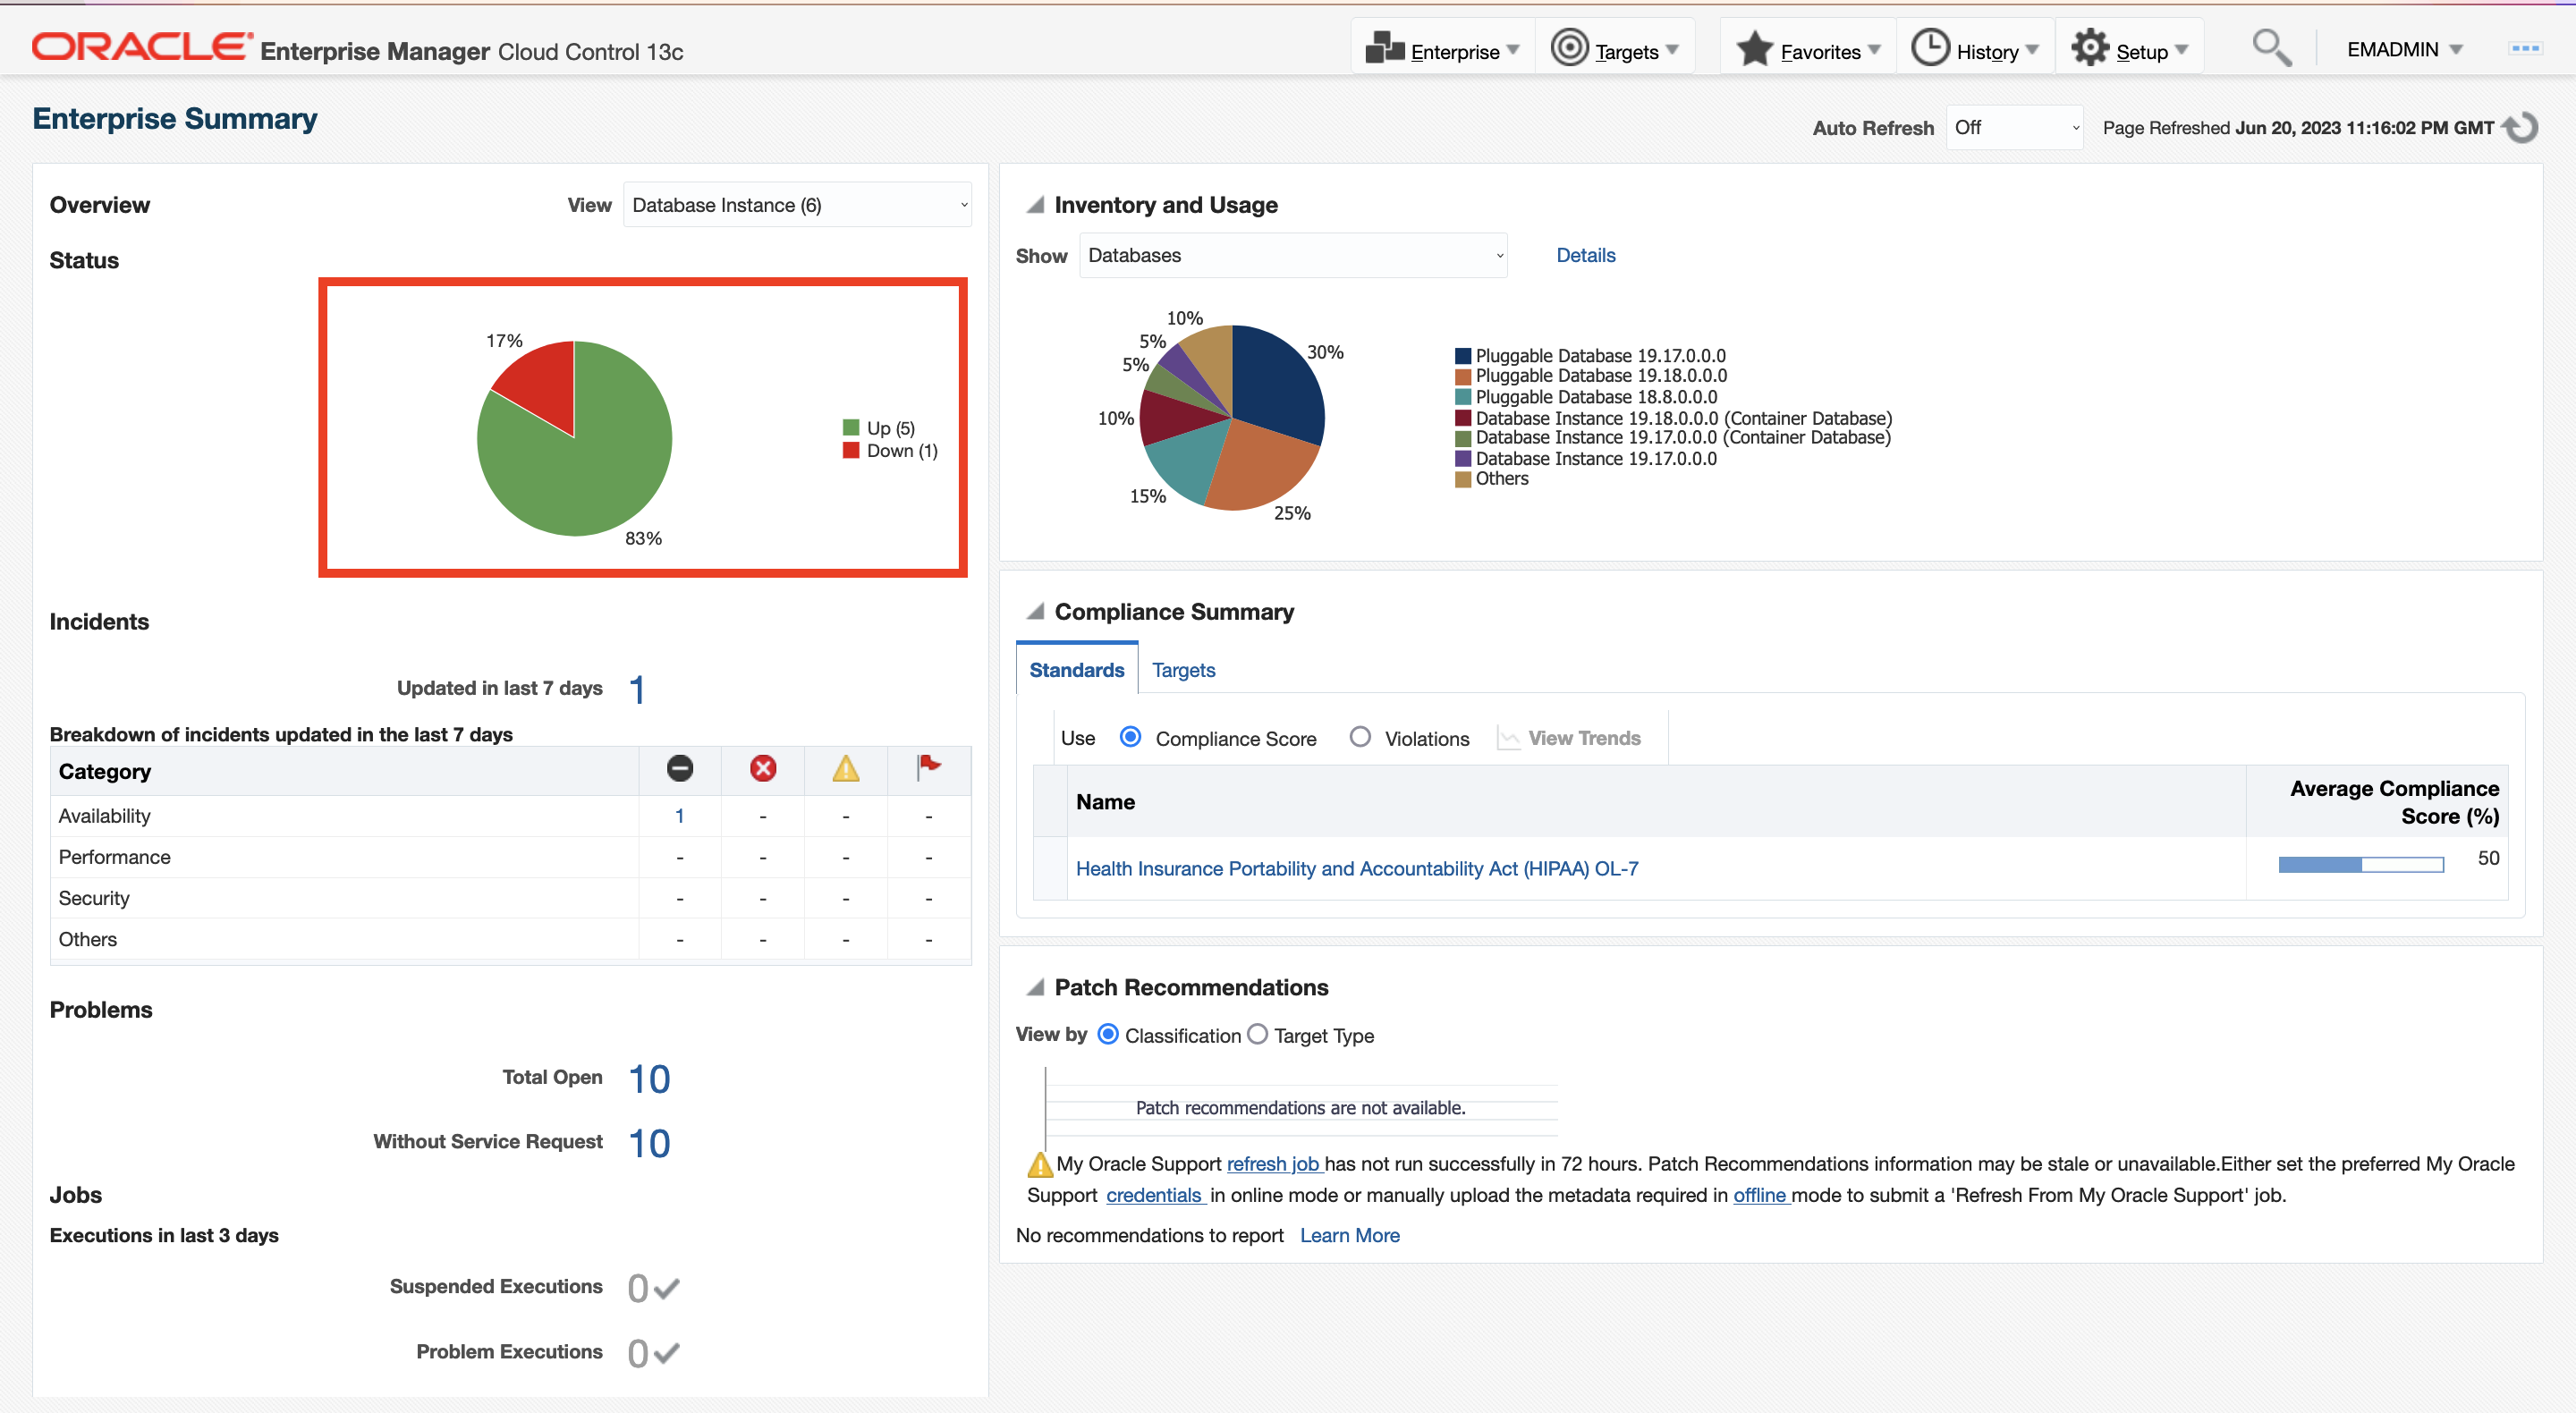 ORACLE Enterprise Manager Cloud Control 13c
Enterprise
Targets
Favorites
History
Setup
EMADMIN
Enterprise Summary
Auto Refresh Off Page Refreshed Jun 20, 2023 11:16:02 PM GMT
Overview
View Database Instance (6)
Status
17%
83%
Up (5)
Down (1)
Incidents
Updated in last 7 days 1
Breakdown of incidents updated in the last 7 days
Category
Availability 1 - - -
Performance - - - -
Security - - - -
Others - - - -
Problems
Total Open 10
Without Service Request 10
Jobs
Executions in last 3 days
Suspended Executions 0
Problem Executions 0
Inventory and Usage
Show Databases Details
10%
5%
5%
10%
15%
25%
30%
Pluggable Database 19.17.0.0.0
Pluggable Database 19.18.0.0.0
Pluggable Database 18.8.0.0.0
Database Instance 19.18.0.0.0 (Container Database)
Database Instance 19.17.0.0.0 (Container Database)
Database Instance 19.17.0.0.0
Others
Compliance Summary
Standards Targets
Use Compliance Score Violations View Trends
Name
Average Compliance
Score (%)
Health Insurance Portability and Accountability Act (HIPAA) OL-7 50
Patch Recommendations
View by Classification Target Type
Patch recommendations are not available.
My Oracle Support refresh job has not run successfully in 72 hours. Patch Recommendations information may be stale or unavailable.Either set the preferred My Oracle
Support credentials in online mode or manually upload the metadata required in offline mode to submit a 'Refresh From My Oracle Support' job.
No recommendations to report Learn More